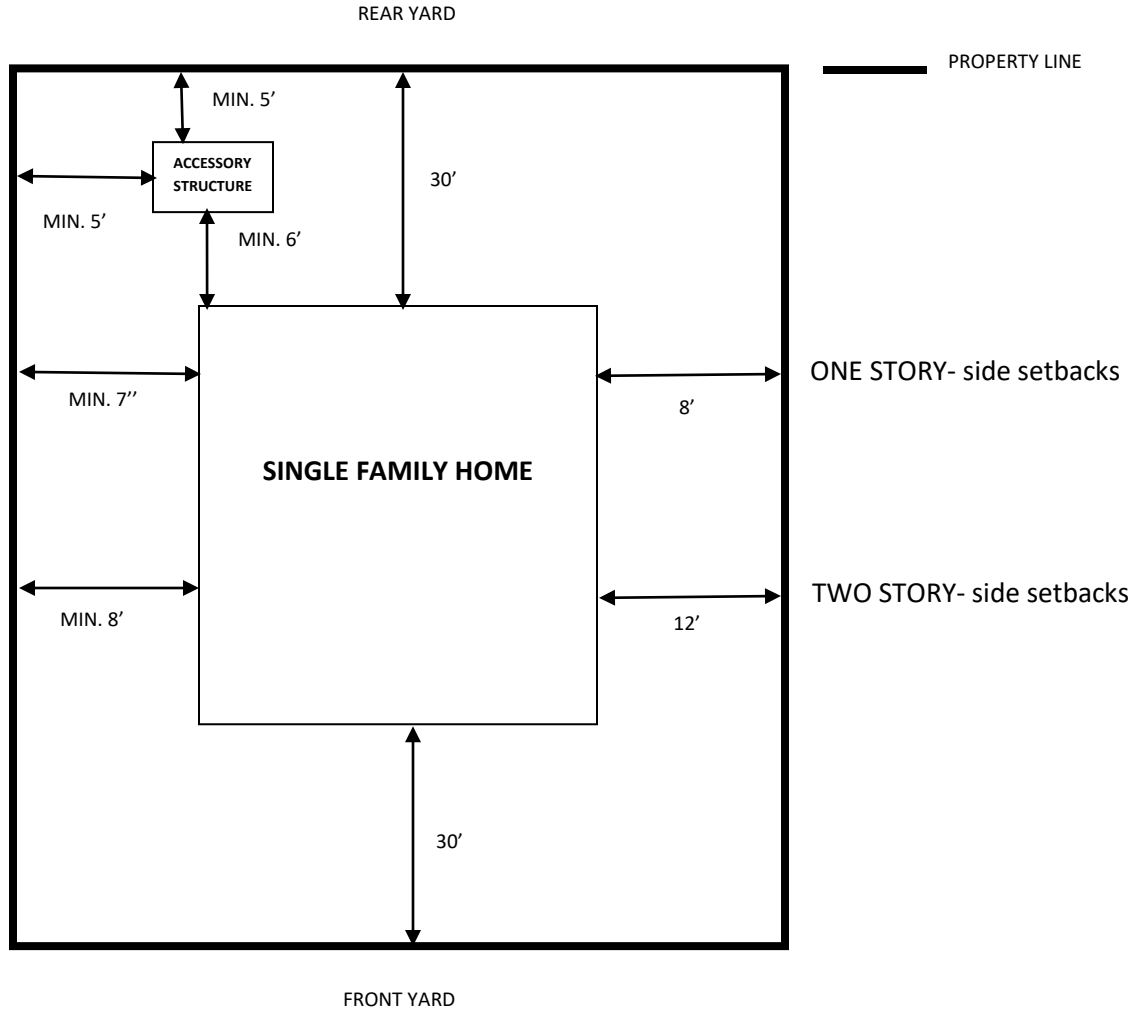 REAR YARD
PROPERTY LINE
MIN. 5’
ACCESSORY
STRUCTURE
30’
MIN. 5’
MIN. 6’
ONE STORY- side setbacks
MIN. 7’’
8’
SINGLE FAMILY HOME
TWO STORY- side setbacks
MIN. 8’
12’
30’
FRONT YARD